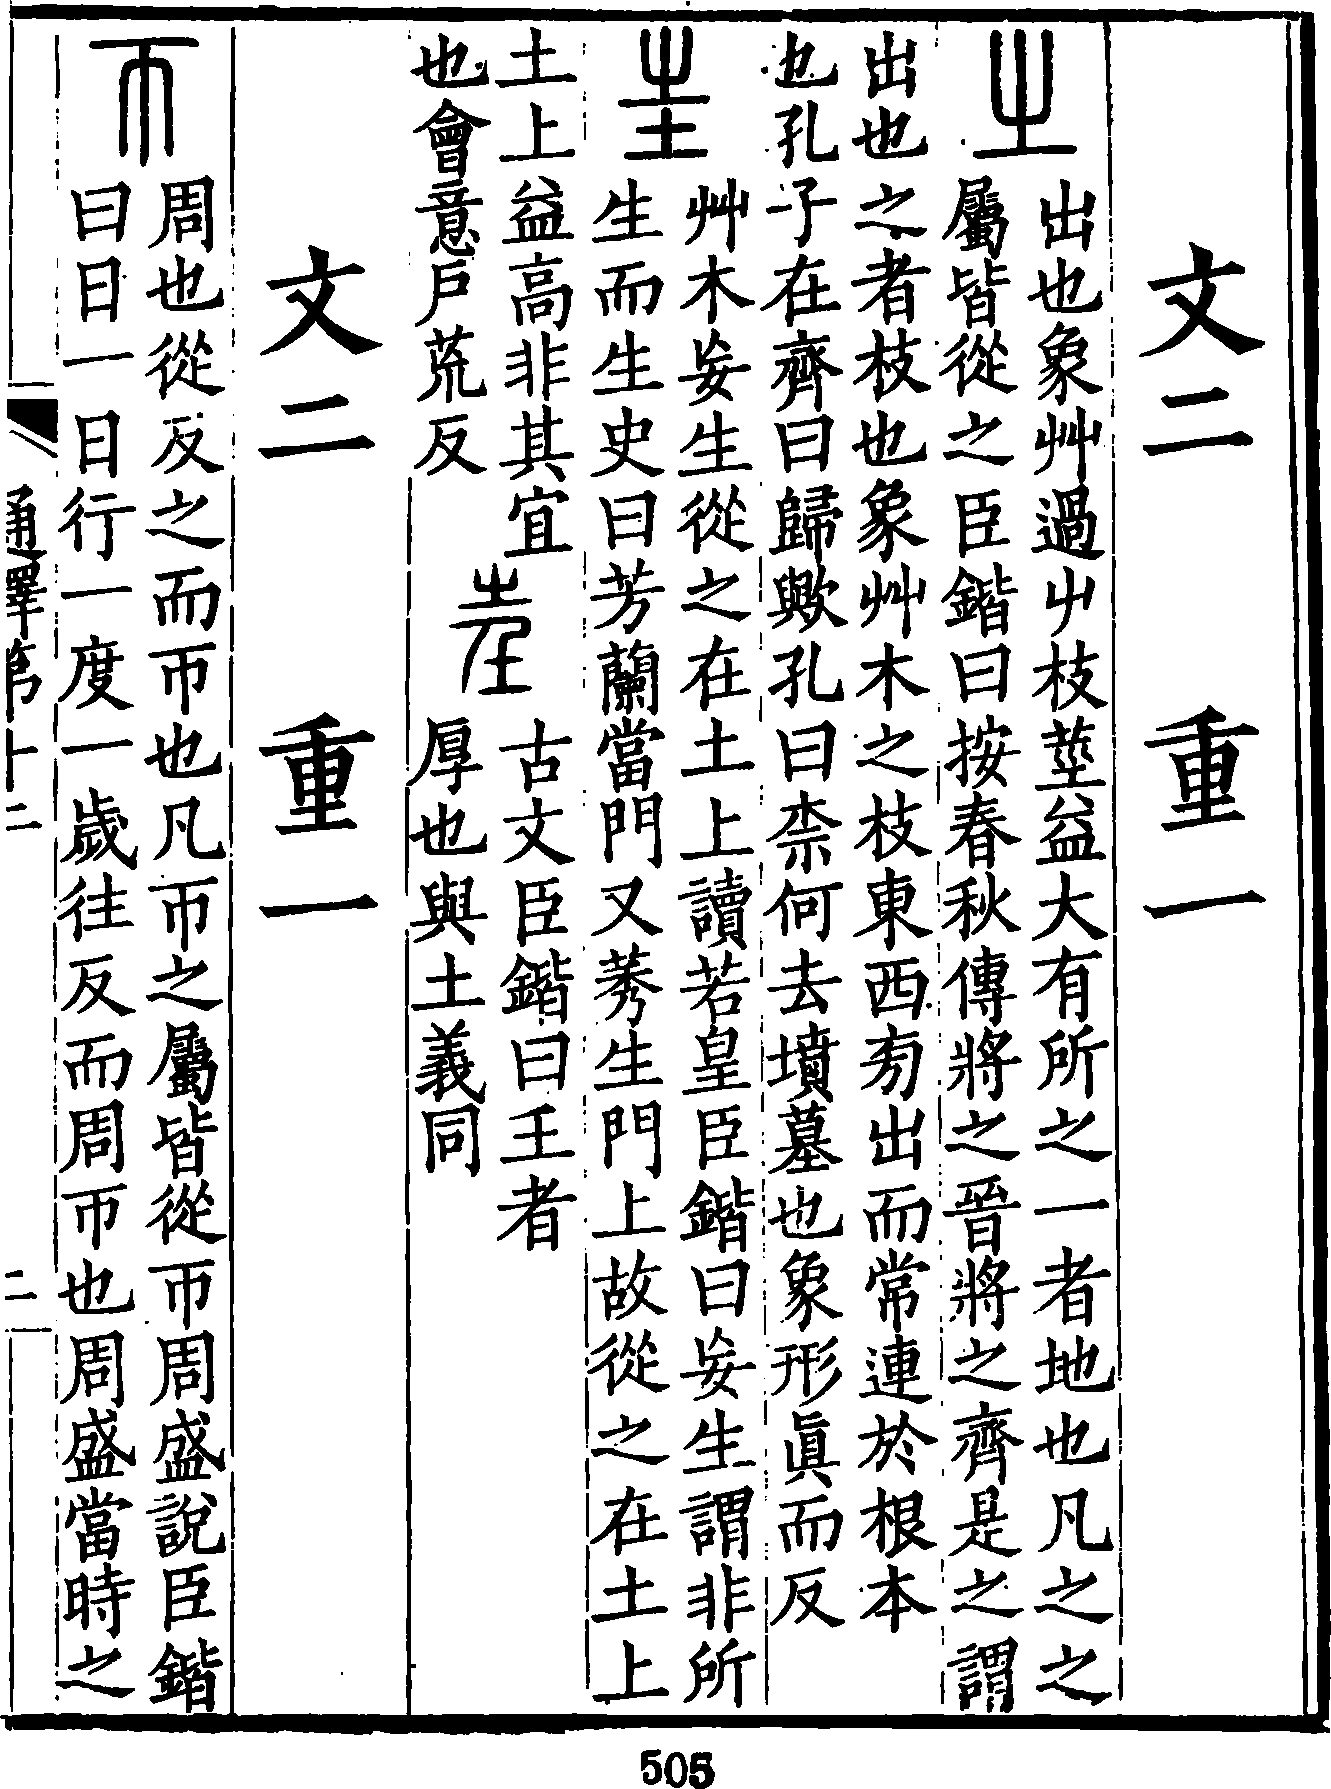 文二　重一
㞢
出也象艸過屮枝莖益大有所之一者地也凡之之
屬皆從之臣鍇曰按春秋傳將之晉將之齊是之謂
出也之者枝也象艸木之枝東西旁出而常連於根本
也孔子在齊曰歸歟孔曰柰何去墳墓也象形眞而反
艸木妄生從之在土上讀若皇臣鍇曰妄生謂非所
生而生史曰芳蘭當門又莠生門上故從之在土上
土上益高非其宜
也會意戶荒反
古文臣鍇曰王者
厚也與土義同
文二　重一
帀
周也從反之而帀也凡帀之屬皆從帀周盛說臣鍇
曰日一日行一度一歲往反而周帀也周盛當時之
通釋第十二
二
505